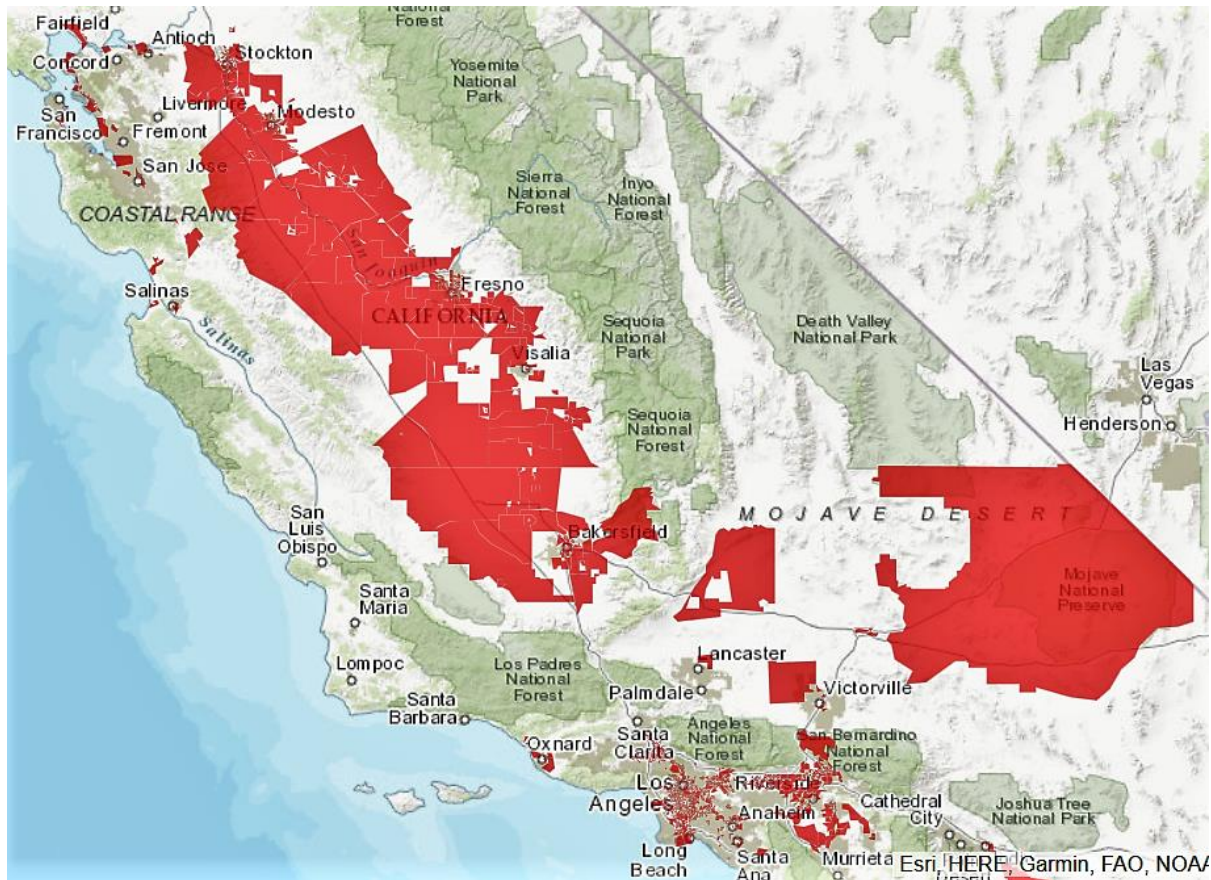 Fairfield
Forest
Antioch
Concord
Stockton
Yosemite
National
Park
Livermore
Modesto
San
Francisco
Fremont
San Jose
Sierra
National
Forest
Inyo
National
Forest
COASTAL RANGE
San Joaquin
Salinas
Fresno
CALIFORNIA
Salinas
Sequoia
National
Park
Death Valley
National Park
Visalia
Las
Vegas
Henderson
Sequoia
National
Forest
San
Luis
Obispo
Bakersfield
MOJAVE DESERT
Mojave
National
Preserve
Santa
Maria
Lompoc
Los Padres
National
Forest
Lancaster
Palmdale
Victorville
Santa
Barbara
Oxnard
Santa
Clarita
Angeles
National
Forest
San Bernardino
National
Forest
Los
Angeles
Riverside
Anaheim
Cathedral
City
Joshua Tree
National Park
Long
Beach
Santa
Ana
Murrieta
Esri, HERE, Garmin, FAO, NOAA